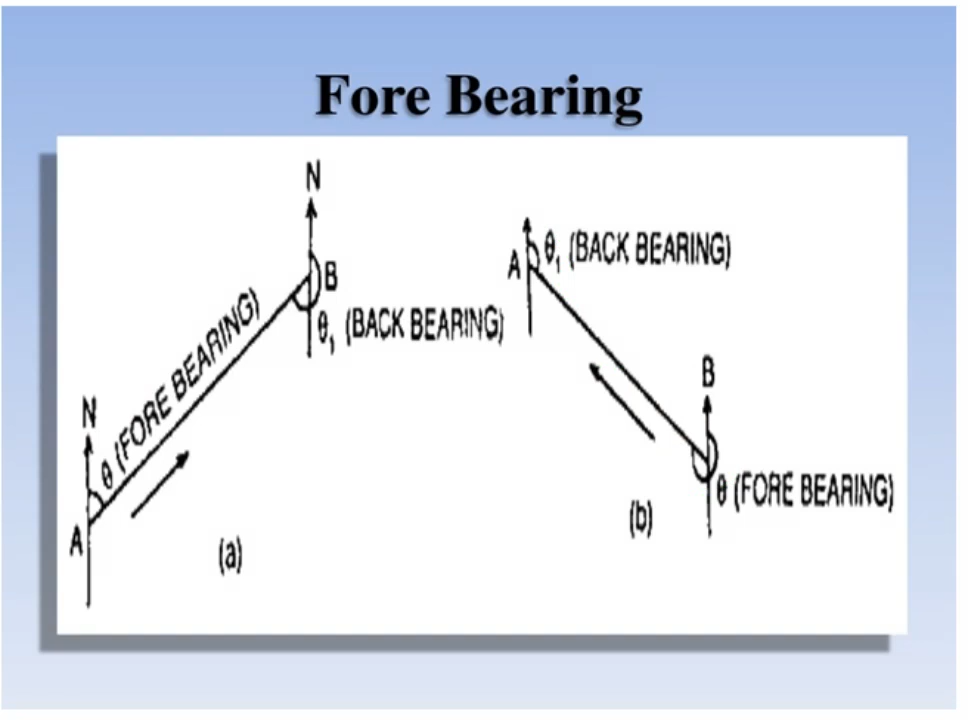 Fore Bearing
N
B
θ₁ (BACK BEARING)
θ (FORE BEARING)
N
A
(a)
A
θ₁ (BACK BEARING)
B
θ (FORE BEARING)
(b)